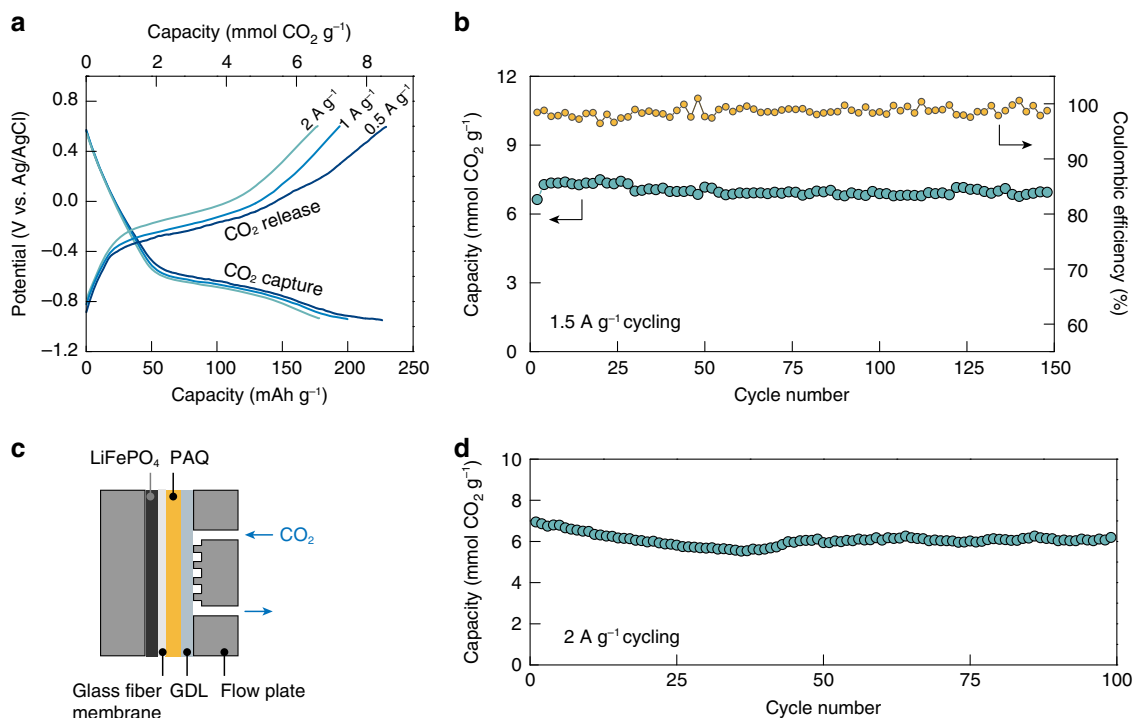 a
Capacity (mmol CO₂ g⁻¹)
0 2 4 6 8
0.8
0.4
0.0
−0.4
−0.8
−1.2
Potential (V vs. Ag/AgCl)
2 A g⁻¹
1 A g⁻¹
0.5 A g⁻¹
CO₂ release
CO₂ capture
0 50 100 150 200 250
Capacity (mAh g⁻¹)
b
12
9
6
3
0
Capacity (mmol CO₂ g⁻¹)
100
90
80
70
60
Coulombic efficiency (%)
1.5 A g⁻¹ cycling
0 25 50 75 100 125 150
Cycle number
c
LiFePO₄ PAQ
CO₂
Glass fiber GDL Flow plate
membrane
d
10
8
6
4
2
0
Capacity (mmol CO₂ g⁻¹)
2 A g⁻¹ cycling
0 25 50 75 100
Cycle number